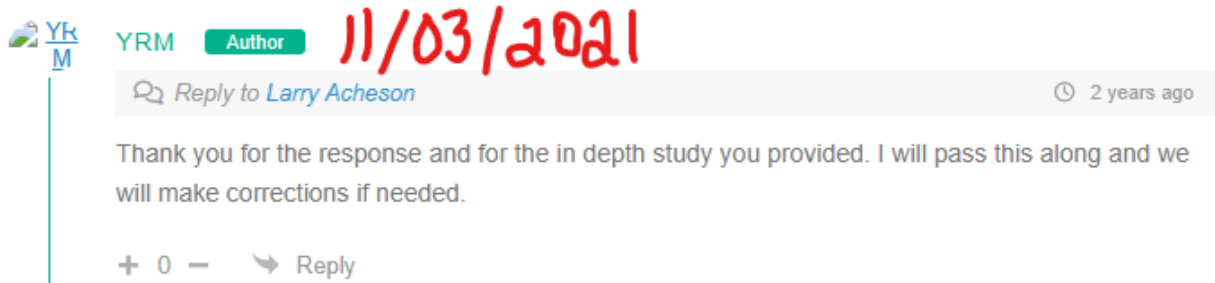 YR
M
YRM Author 11/03/2021
Reply to Larry Acheson 2 years ago
Thank you for the response and for the in depth study you provided. I will pass this along and we
will make corrections if needed.
+ 0 − Reply